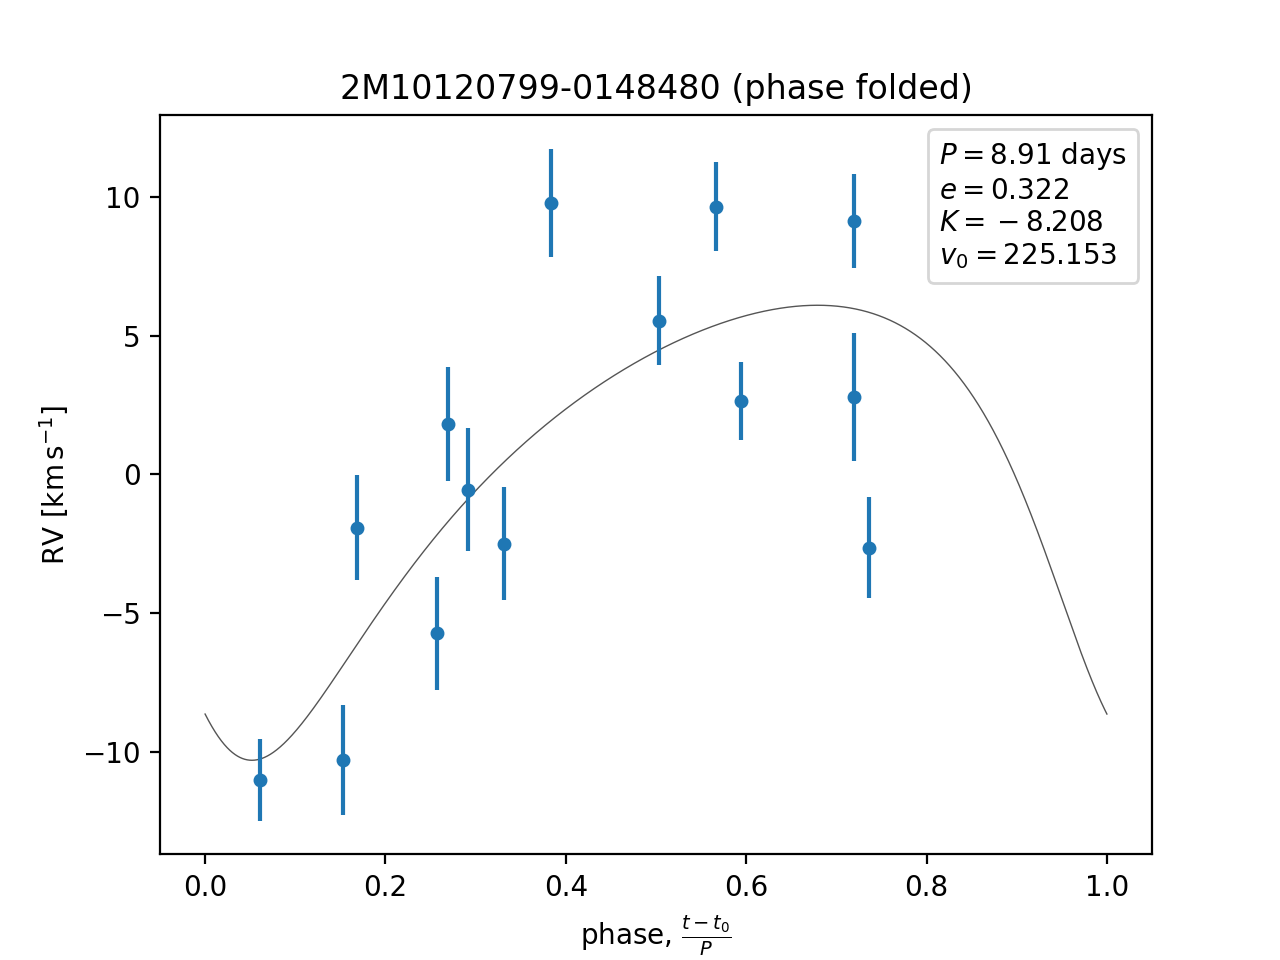 2M10120799-0148480 (phase folded)
P = 8.91 days
e = 0.322
K = −8.208
v₀ = 225.153
10
5
0
−5
−10
RV [km s⁻¹]
0.0 0.2 0.4 0.6 0.8 1.0
phase, (t − t₀)/P